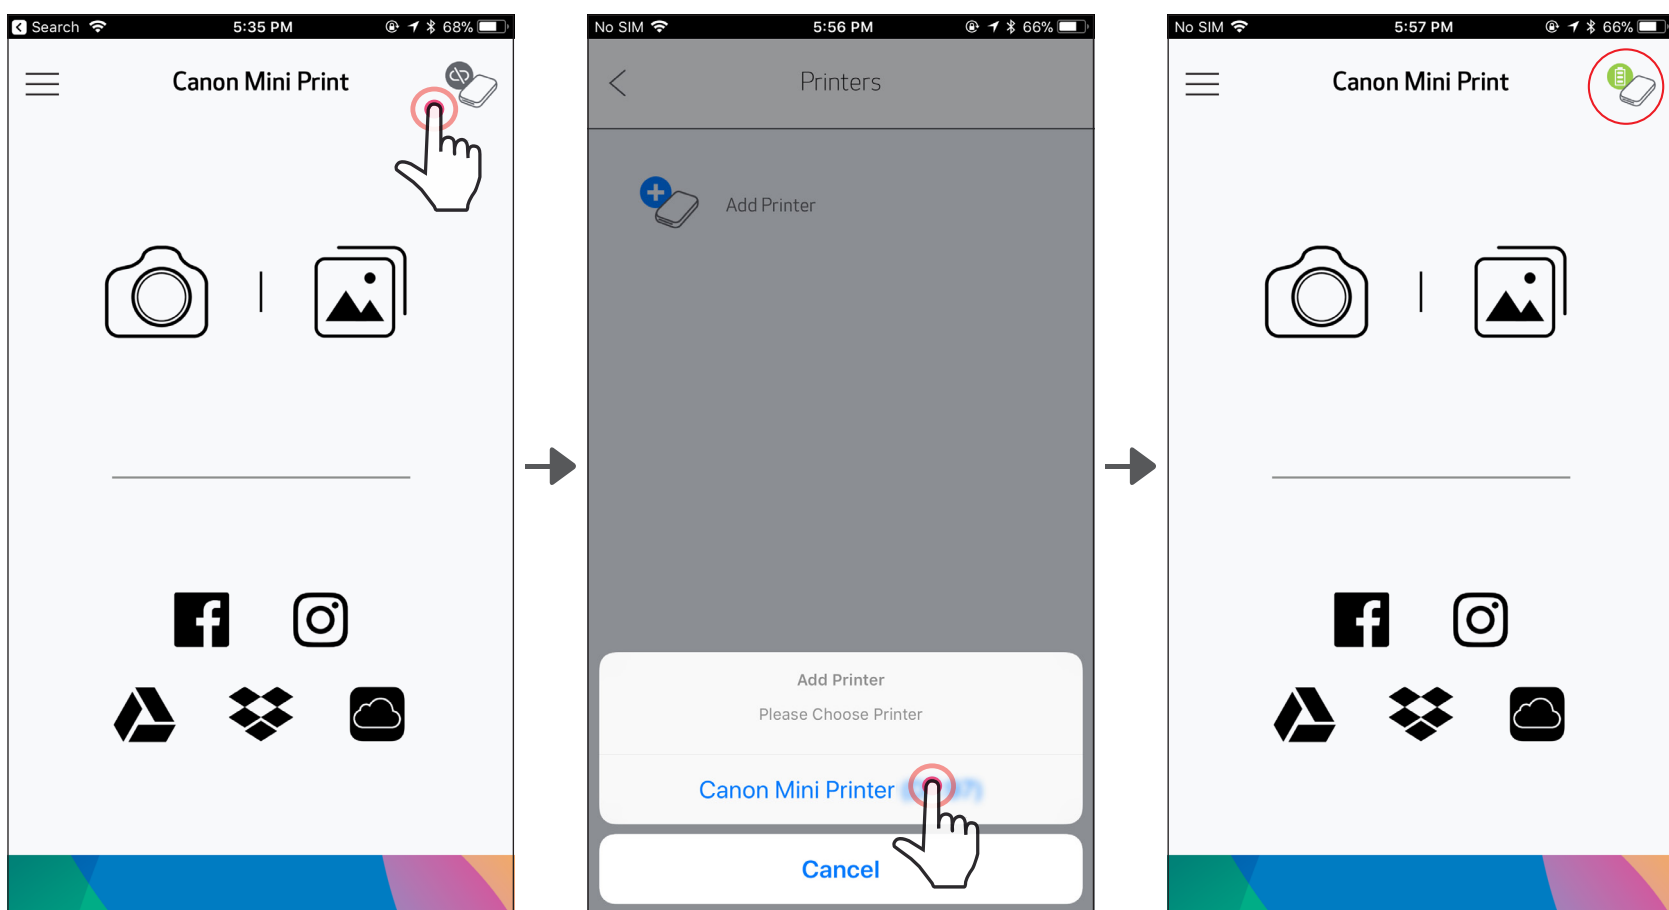 Search 5:35 PM 68%
Canon Mini Print
No SIM 5:56 PM 66%
Printers
Add Printer
Add Printer
Please Choose Printer
Canon Mini Printer
Cancel
No SIM 5:57 PM 66%
Canon Mini Print